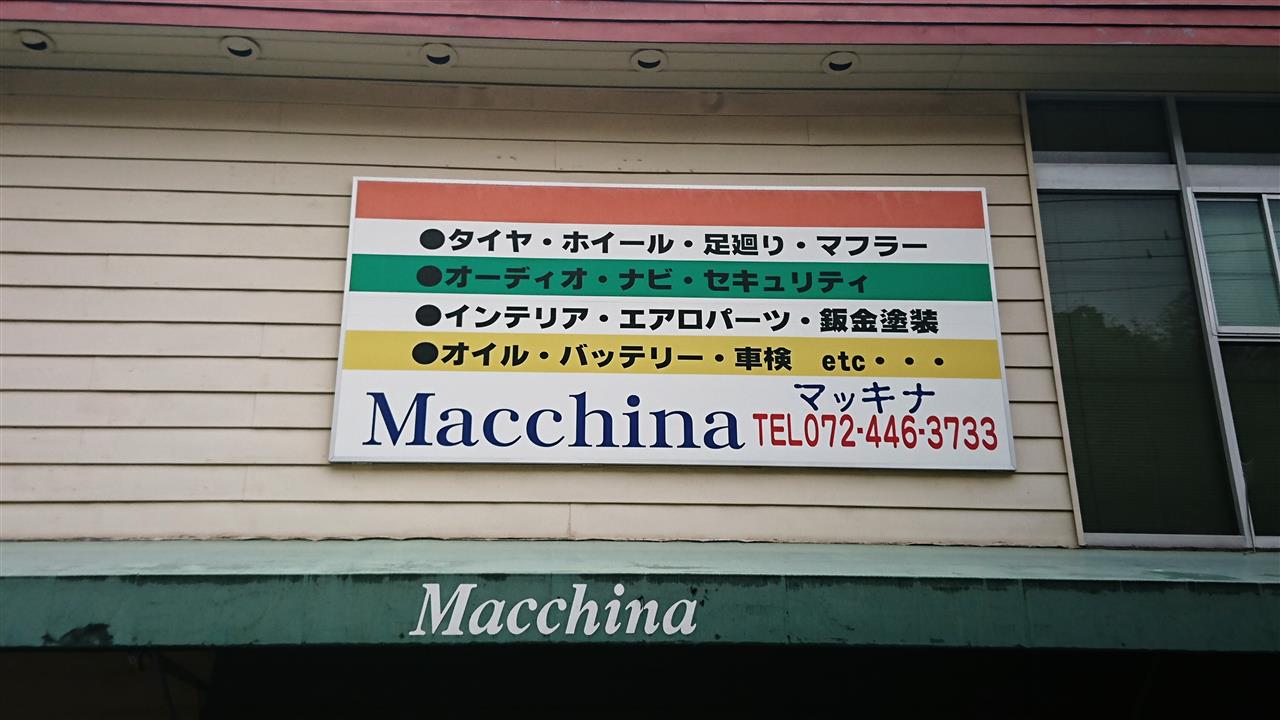 ●タイヤ・ホイール・足廻り・マフラー
●オーディオ・ナビ・セキュリティ
●インテリア・エアロパーツ・鈑金塗装
●オイル・バッテリー・車検 etc・・・
マッキナ
Macchina TEL072-446-3733
Macchina